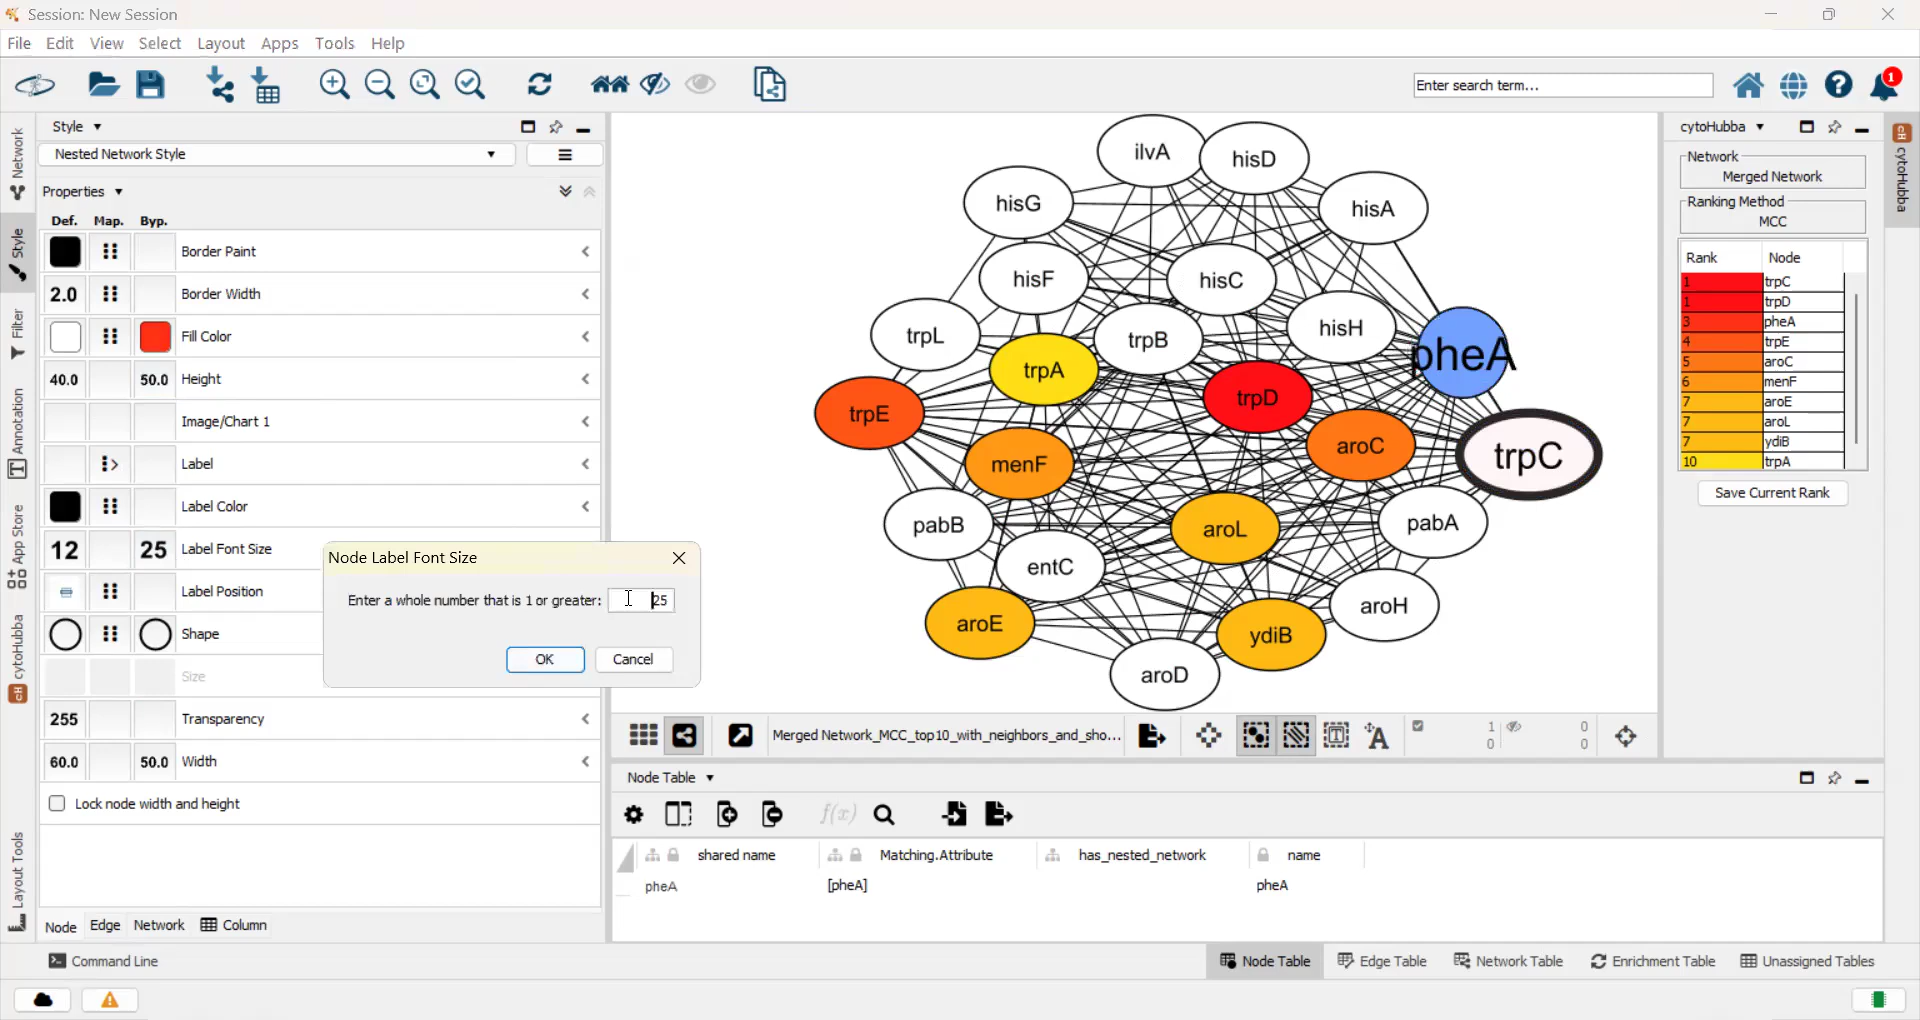 Session: New Session
File Edit View Select Layout Apps Tools Help
Enter search term...
1
Network
Style
Filter
Annotation
App Store
cH cytoHubba
Layout Tools
Style
Nested Network Style
Properties
Def. Map. Byp.
Border Paint
2.0 Border Width
Fill Color
40.0 50.0 Height
Image/Chart 1
Label
Label Color
12 25 Label Font Size
Label Position
Shape
Size
255 Transparency
60.0 50.0 Width
Lock node width and height
Node Edge Network Column
Node Label Font Size
Enter a whole number that is 1 or greater: 25
OK Cancel
ilvA
hisD
hisG
hisA
hisF
hisC
trpL
trpB
hisH
pheA
trpA
trpE
trpD
aroC
trpC
menF
pabB
aroL
pabA
entC
aroE
ydiB
aroH
aroD
Merged Network_MCC_top10_with_neighbors_and_sho...
A
1 0
0 0
cytoHubba
Network
Merged Network
Ranking Method
MCC
Rank Node
1 trpC
1 trpD
3 pheA
4 trpE
5 aroC
6 menF
7 aroE
7 aroL
7 ydiB
10 trpA
Save Current Rank
cH cytoHubba
Node Table
f(x)
shared name Matching.Attribute has_nested_network name
pheA [pheA] pheA
Command Line
Node Table Edge Table Network Table Enrichment Table Unassigned Tables